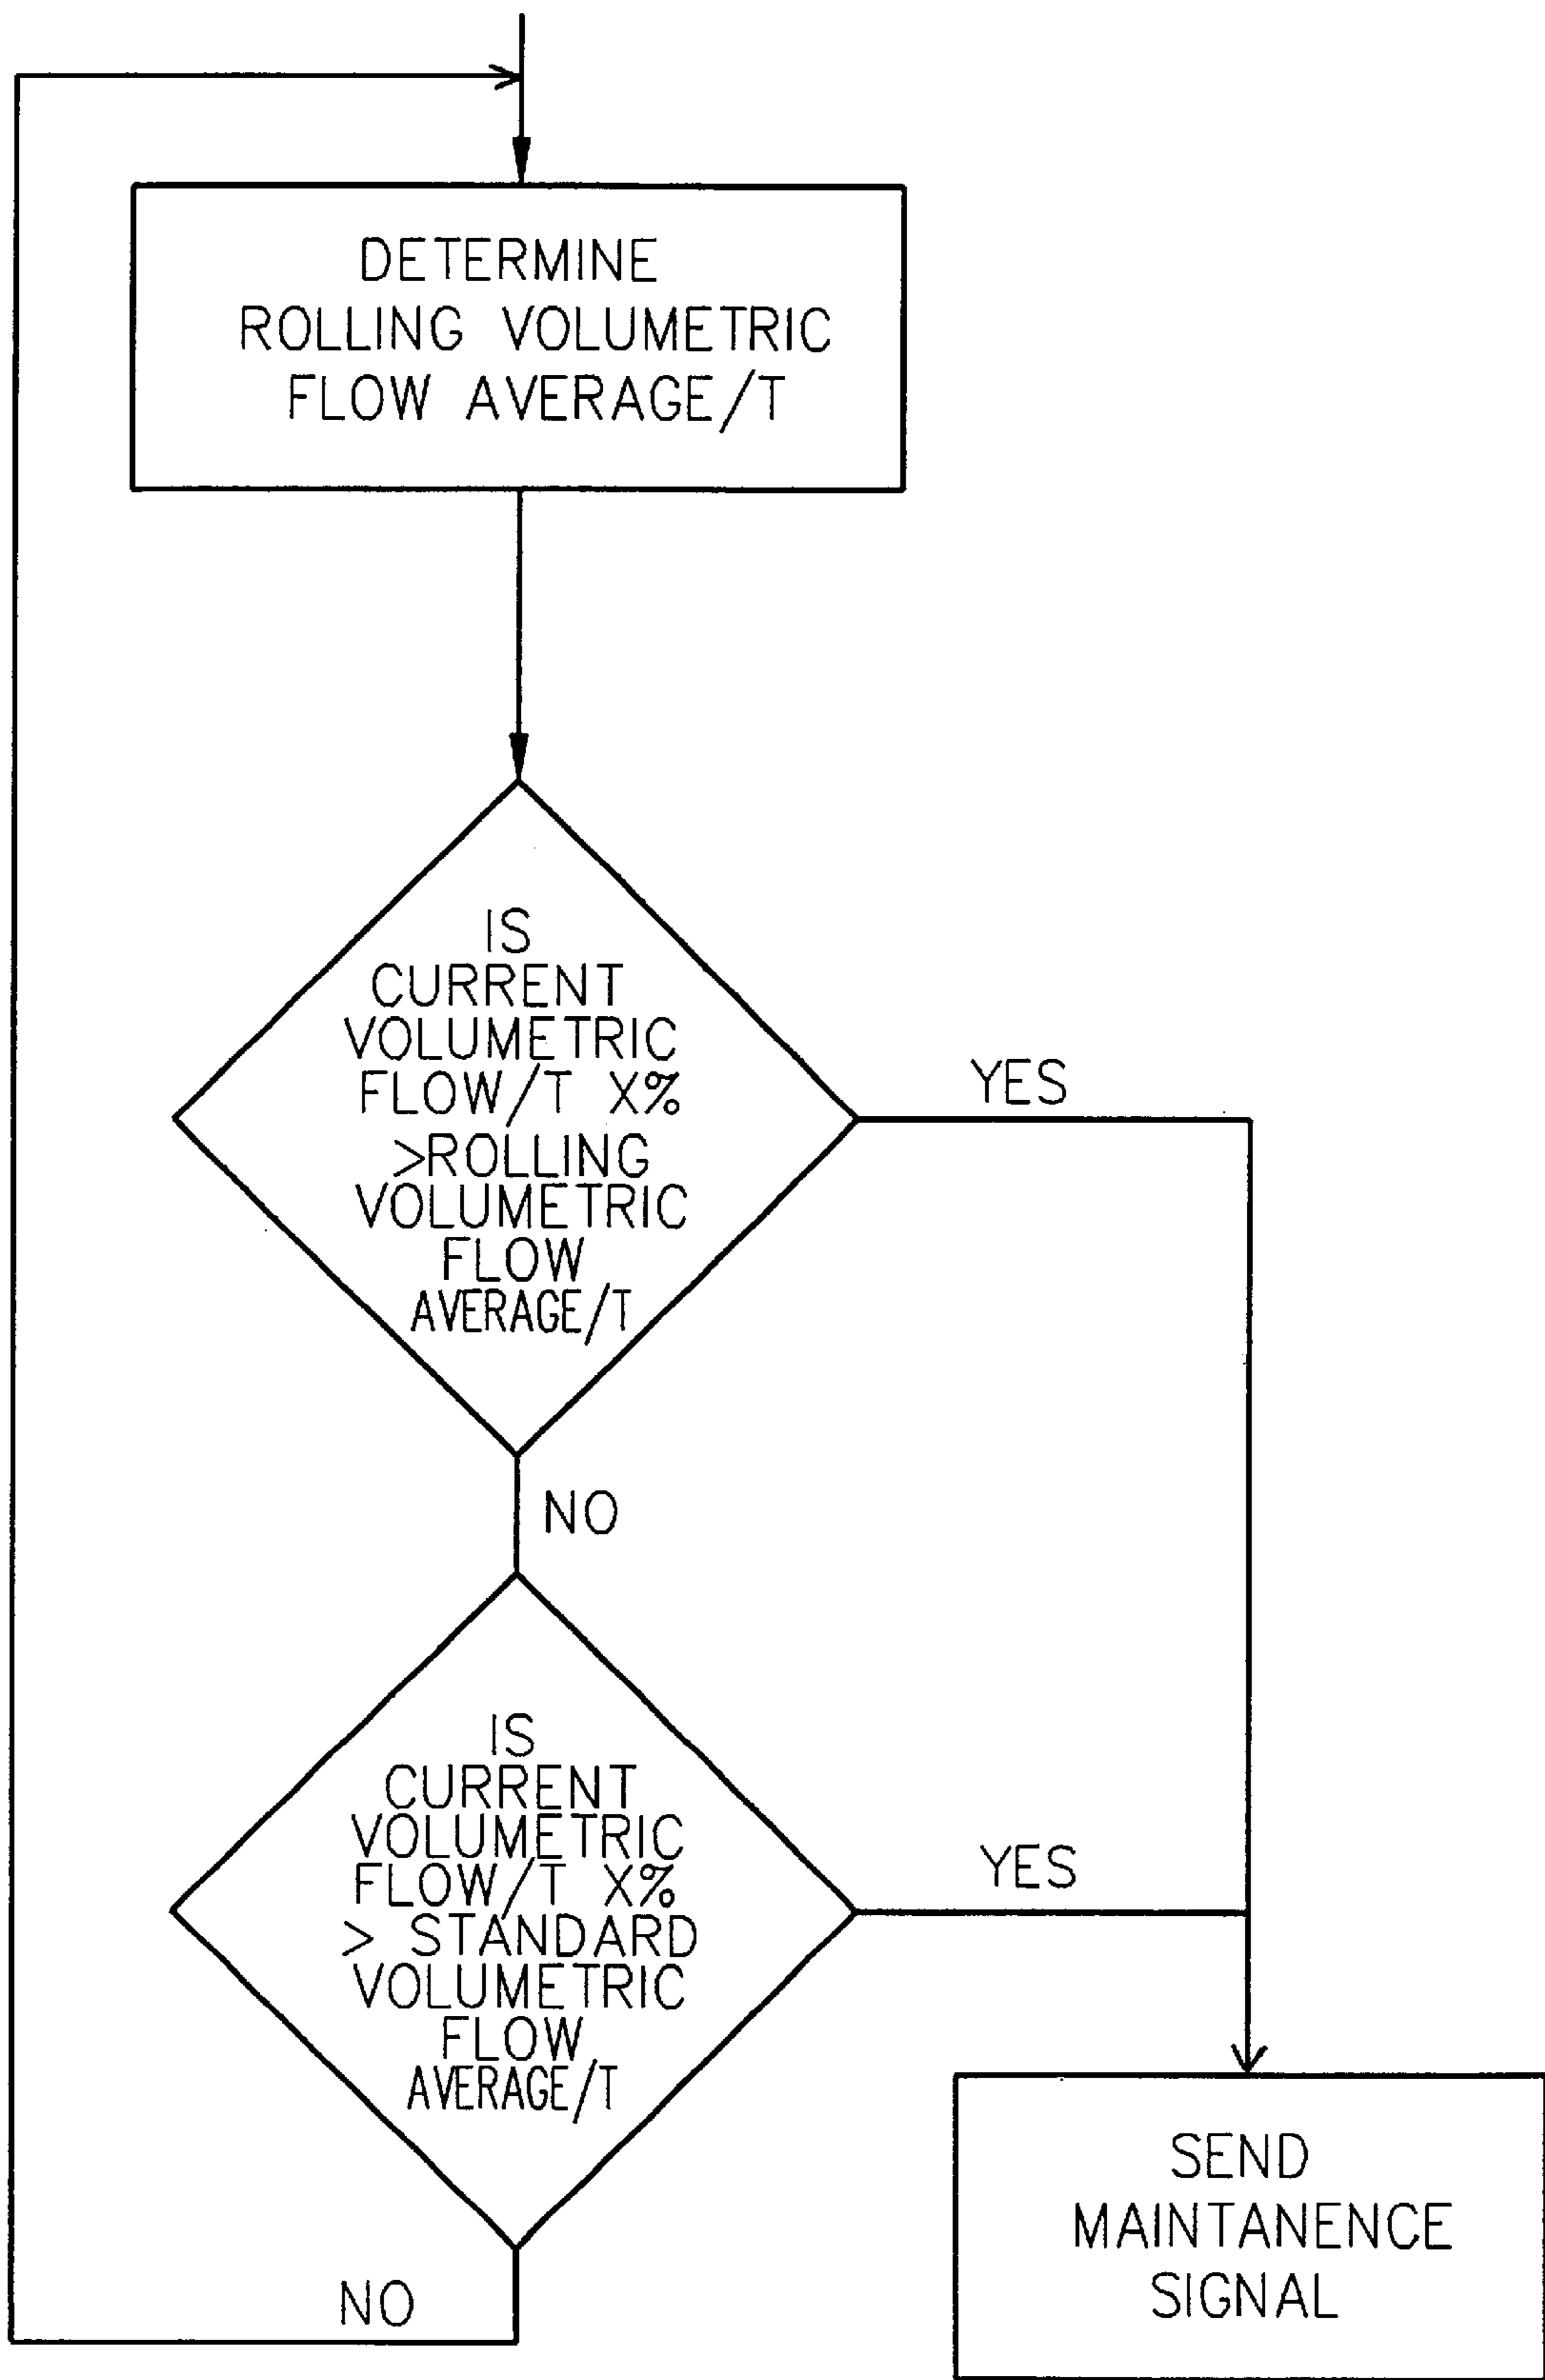 DETERMINE
ROLLING VOLUMETRIC
FLOW AVERAGE/T
IS
CURRENT
VOLUMETRIC
FLOW/T X%
>ROLLING
VOLUMETRIC
FLOW
AVERAGE/T
YES
NO
IS
CURRENT
VOLUMETRIC
FLOW/T X%
> STANDARD
VOLUMETRIC
FLOW
AVERAGE/T
YES
NO
SEND
MAINTANENCE
SIGNAL